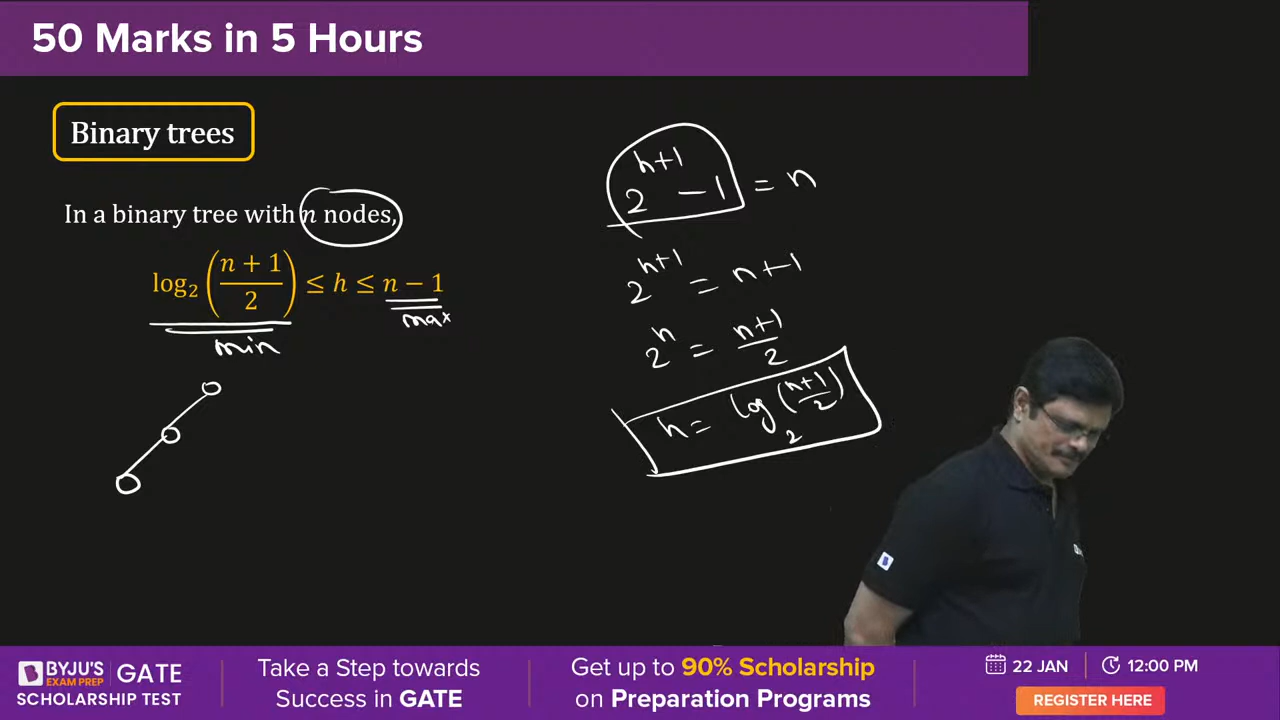 50 Marks in 5 Hours
Binary trees
In a binary tree with n nodes,
log₂((n + 1)/2) ≤ h ≤ n − 1
min
max
2^(h+1) − 1 = n
2^(h+1) = n+1
2^h = (n+1)/2
h = log₂((n+1)/2)
BYJU'S EXAM PREP | GATE
SCHOLARSHIP TEST
Take a Step towards
Success in GATE
Get up to 90% Scholarship
on Preparation Programs
22 JAN
12:00 PM
REGISTER HERE